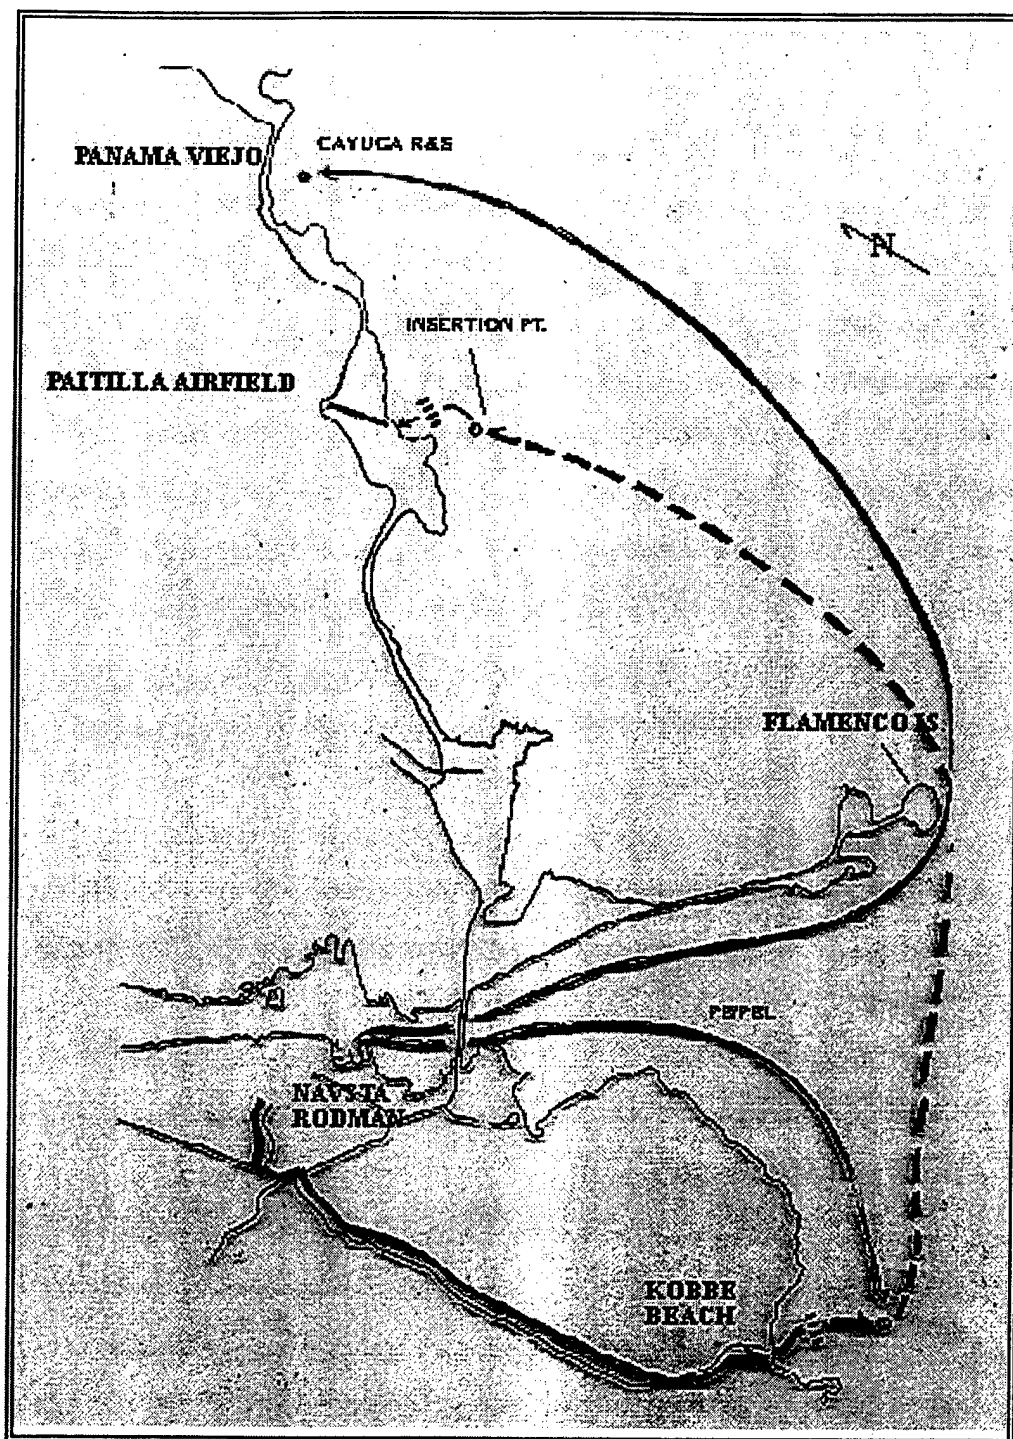 PANAMA VIEJO
CAYUGA R&S
N
INSERTION PT.
PAITILLA AIRFIELD
FLAMENCO IS
NAVSTA
RODMAN
KOBBE
BEACH